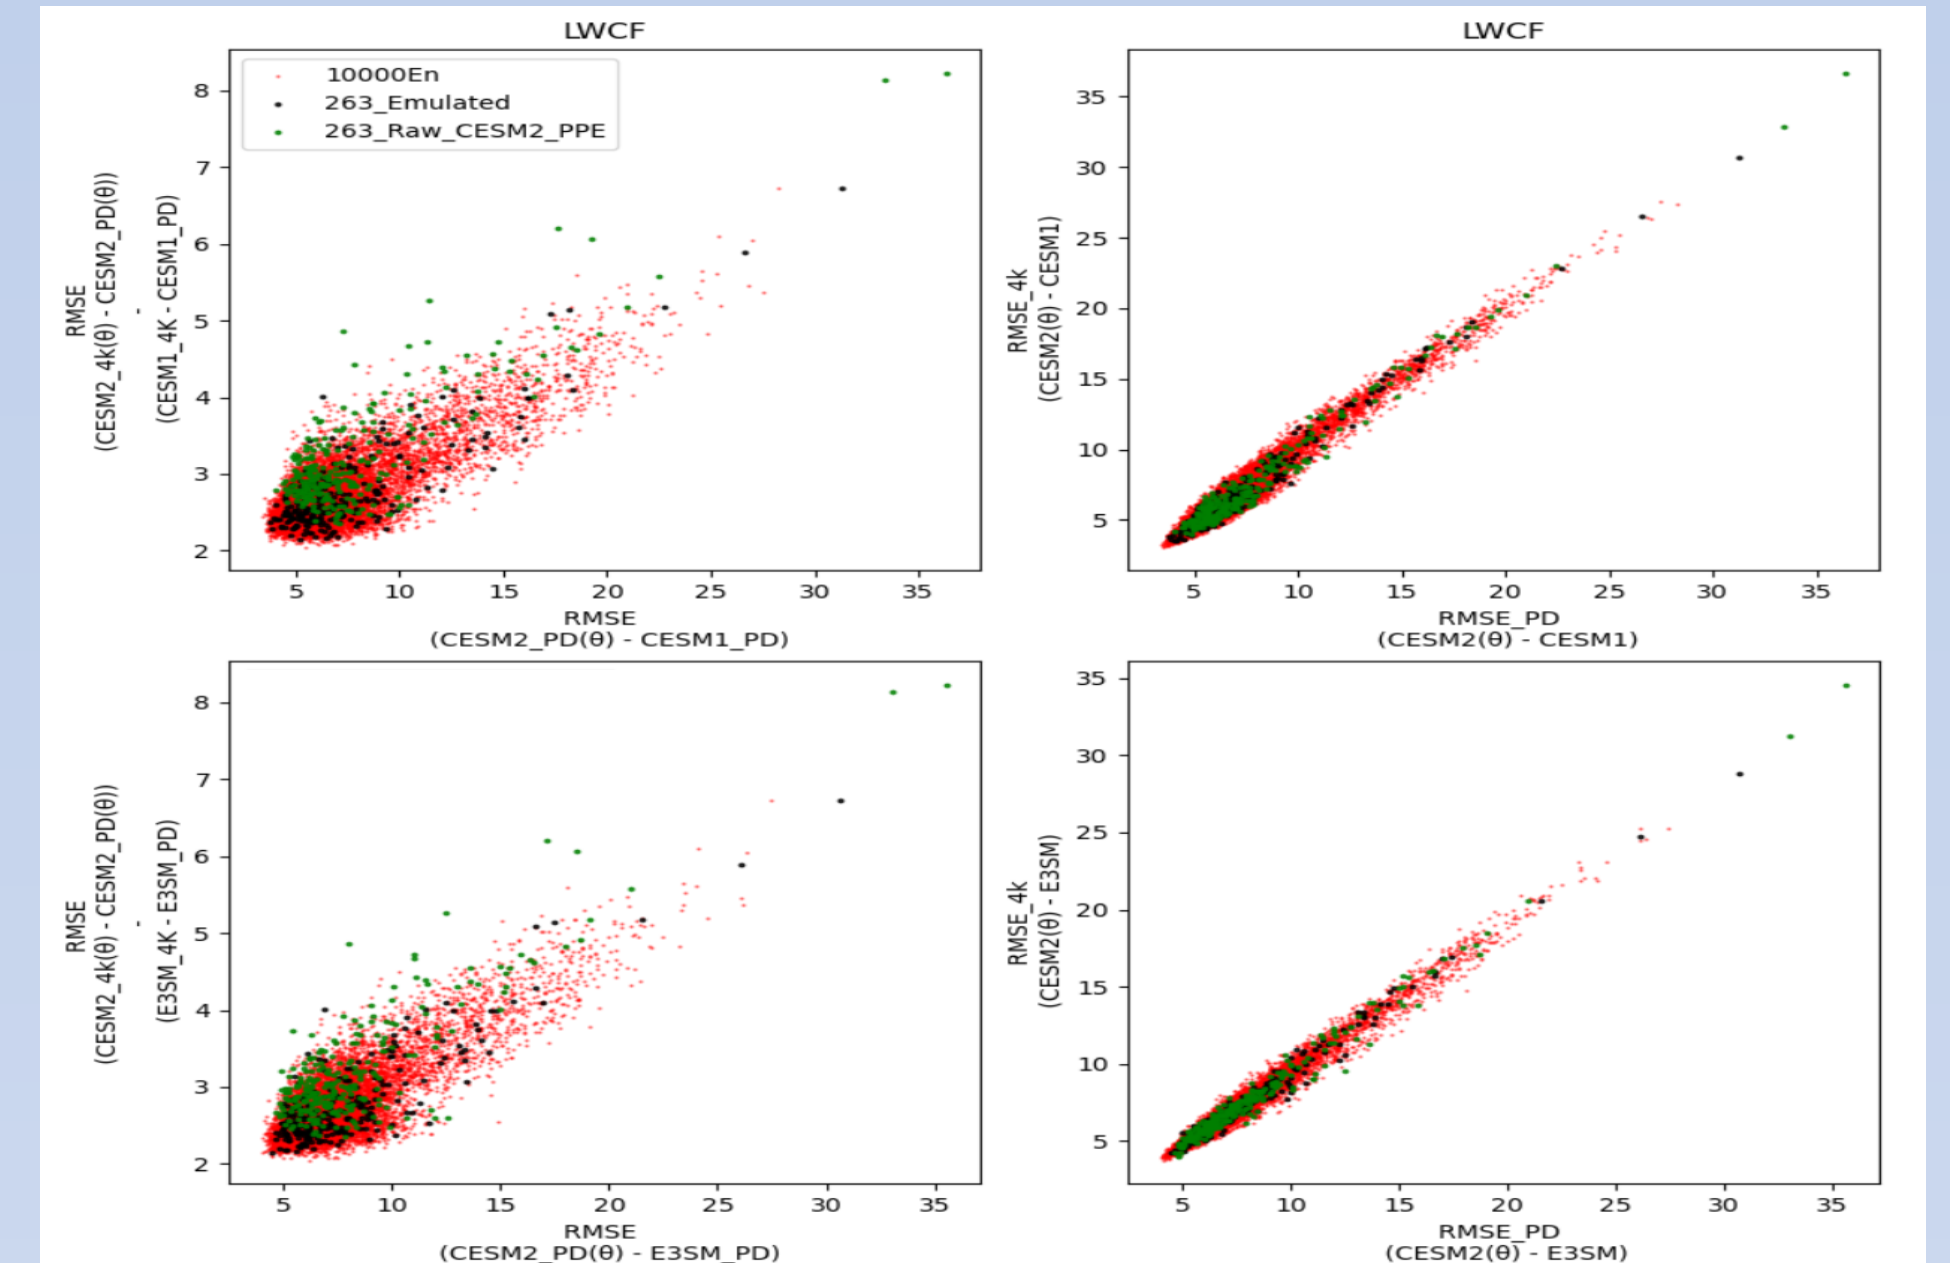 LWCF
8
7
6
5
4
3
2
10000En
263_Emulated
263_Raw_CESM2_PPE
RMSE
(CESM2_4k(θ) - CESM2_PD(θ))
-
(CESM1_4K - CESM1_PD)
5 10 15 20 25 30 35
RMSE
(CESM2_PD(θ) - CESM1_PD)
LWCF
35
30
25
20
15
10
5
RMSE_4k
(CESM2(θ) - CESM1)
5 10 15 20 25 30 35
RMSE_PD
(CESM2(θ) - CESM1)
8
7
6
5
4
3
2
RMSE
(CESM2_4k(θ) - CESM2_PD(θ))
-
(E3SM_4K - E3SM_PD)
5 10 15 20 25 30 35
RMSE
(CESM2_PD(θ) - E3SM_PD)
35
30
25
20
15
10
5
RMSE_4k
(CESM2(θ) - E3SM)
5 10 15 20 25 30 35
RMSE_PD
(CESM2(θ) - E3SM)